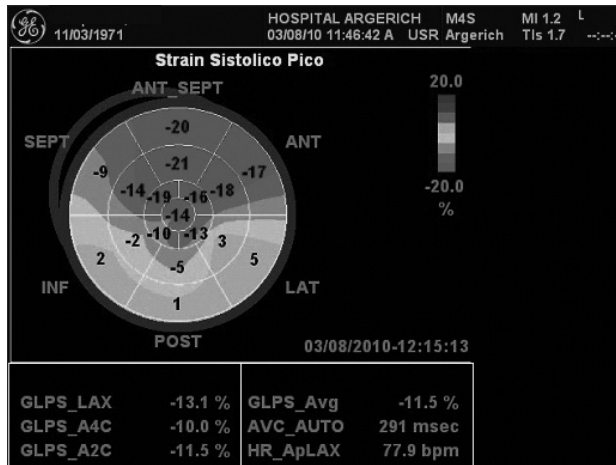 HOSPITAL ARGERICH M4S MI 1.2 L
11/03/1971 03/08/10 11:46:42 A USR Argerich TIs 1.7 --:--:
Strain Sistolico Pico
ANT_SEPT
20.0
-20
SEPT
ANT
-21
-9
-17
-14
-19
-16
-18
-20.0
-14
%
-10
-13
-2
3
2
-5
5
INF
LAT
1
POST
03/08/2010-12:15:13
GLPS_LAX -13.1 % GLPS_Avg -11.5 %
GLPS_A4C -10.0 % AVC_AUTO 291 msec
GLPS_A2C -11.5 % HR_ApLAX 77.9 bpm